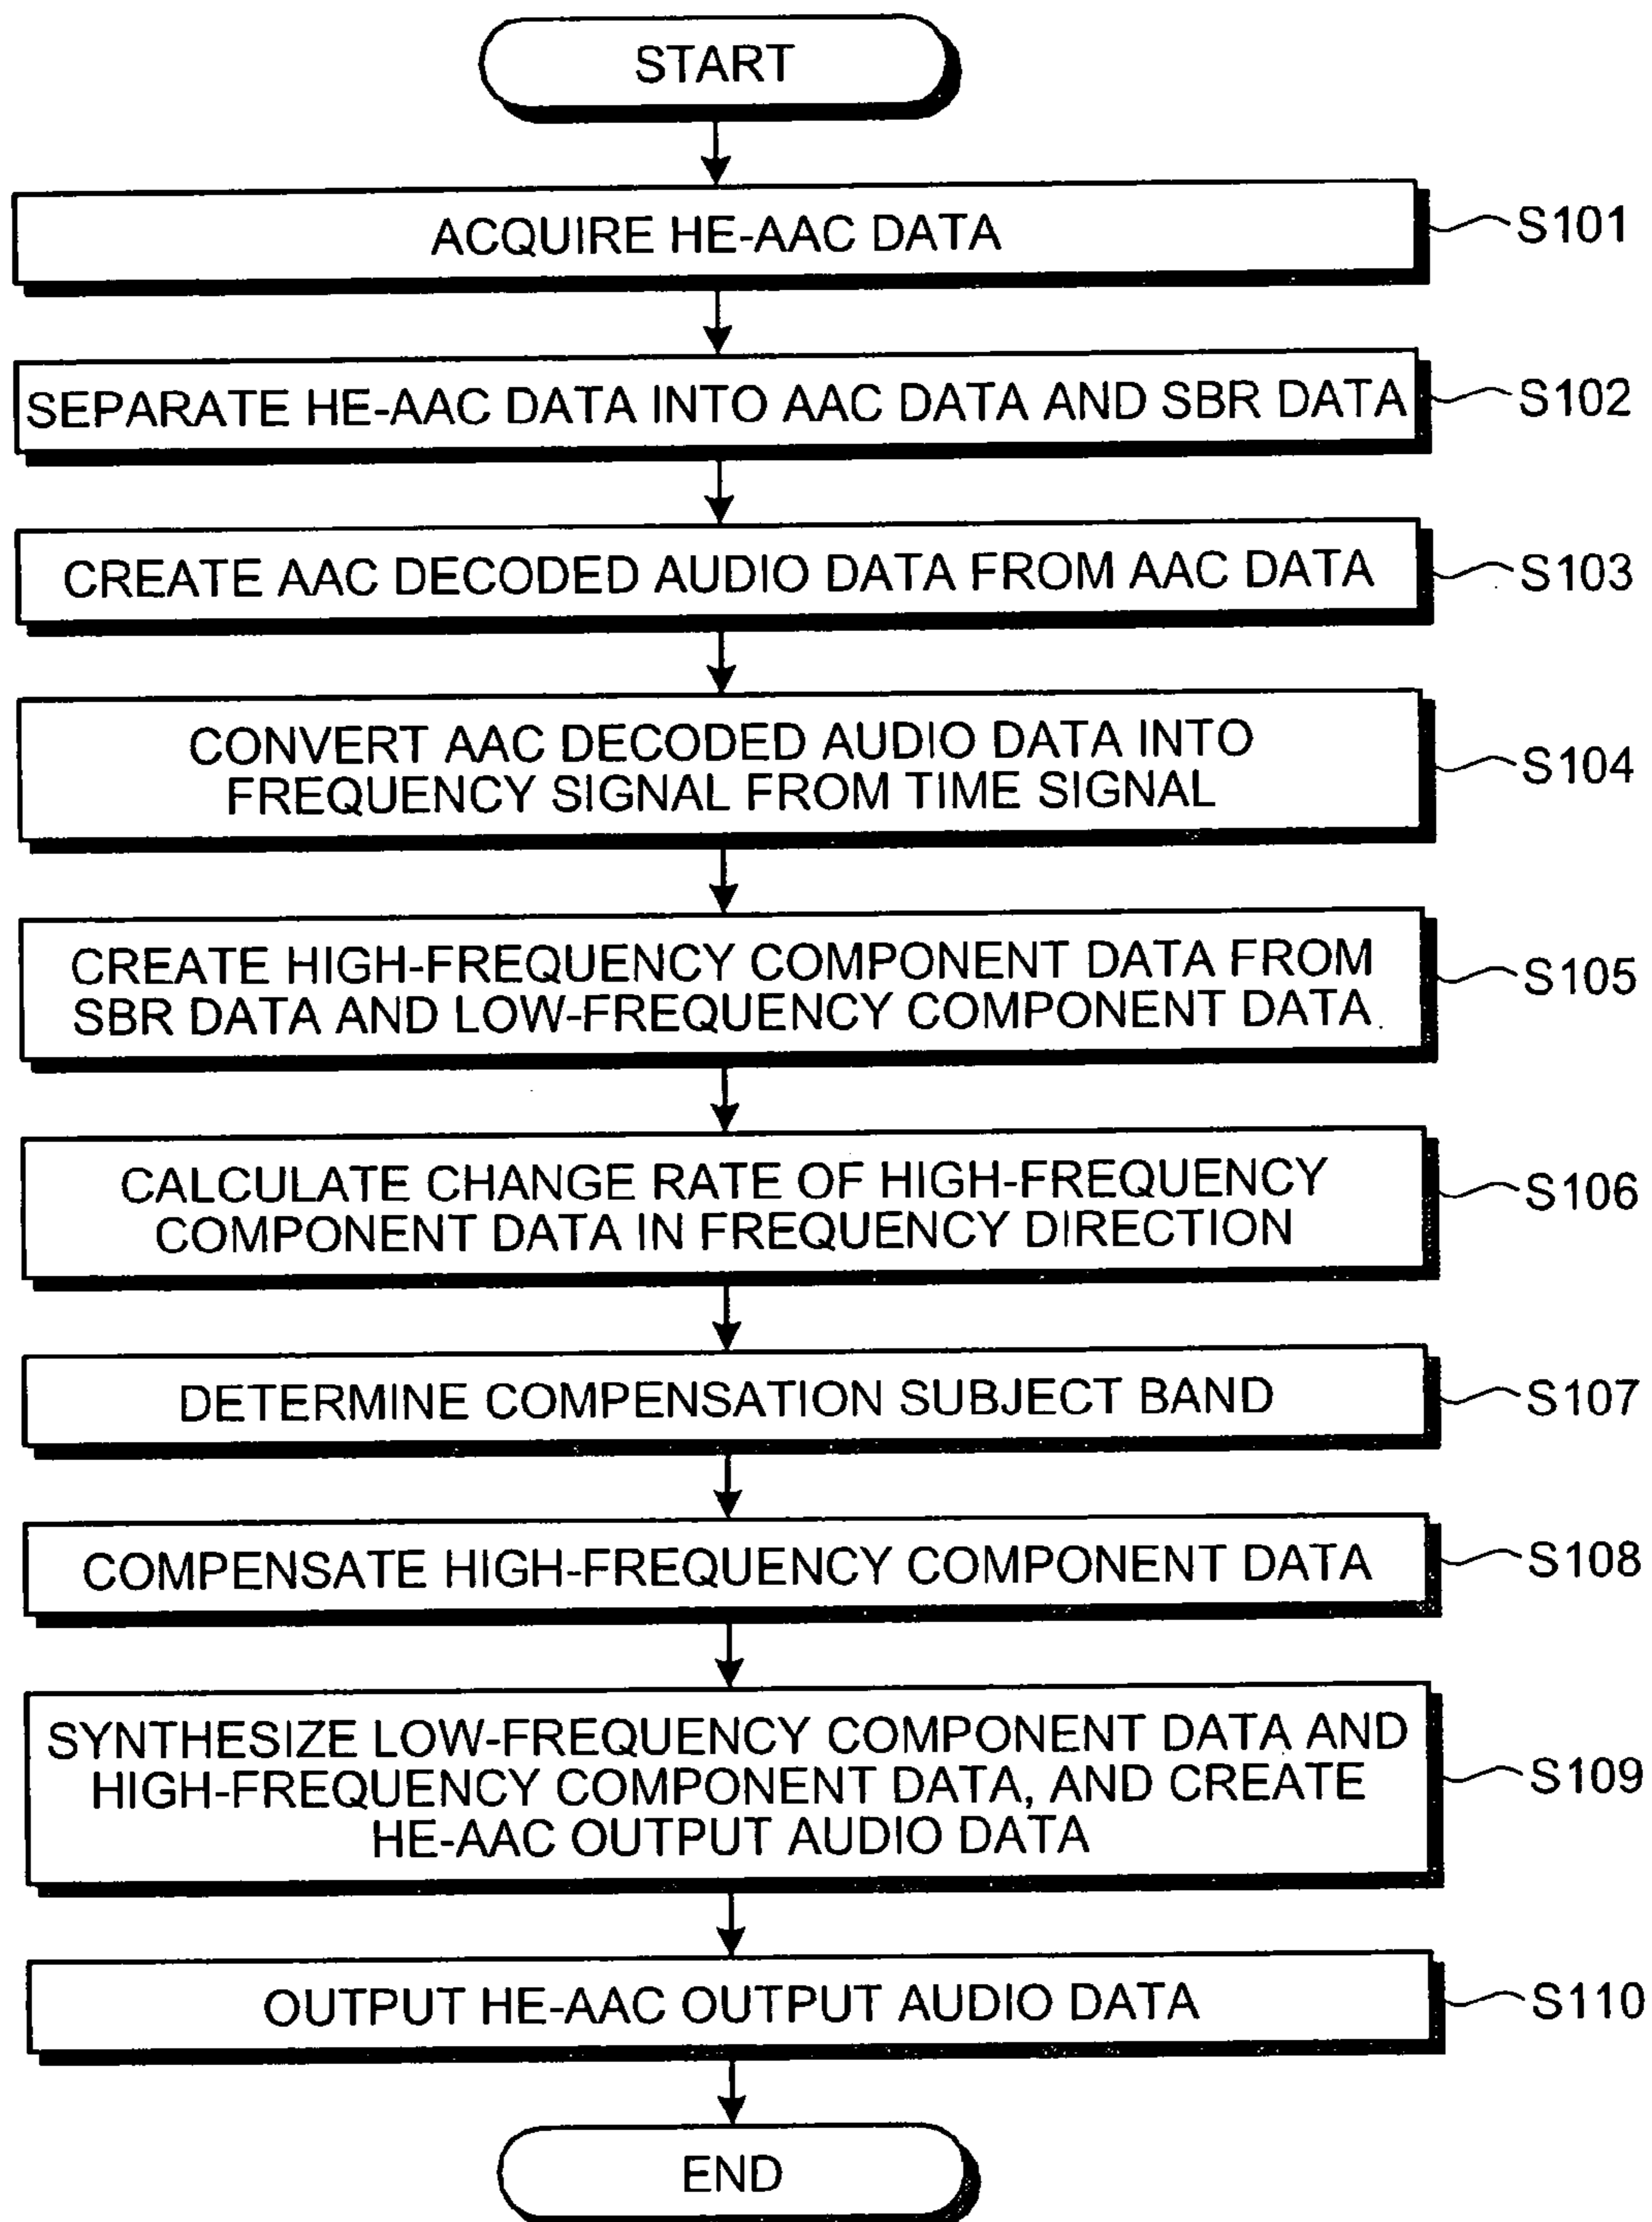 START
ACQUIRE HE-AAC DATA
S101
SEPARATE HE-AAC DATA INTO AAC DATA AND SBR DATA
S102
CREATE AAC DECODED AUDIO DATA FROM AAC DATA
S103
CONVERT AAC DECODED AUDIO DATA INTO
FREQUENCY SIGNAL FROM TIME SIGNAL
S104
CREATE HIGH-FREQUENCY COMPONENT DATA FROM
SBR DATA AND LOW-FREQUENCY COMPONENT DATA
S105
CALCULATE CHANGE RATE OF HIGH-FREQUENCY
COMPONENT DATA IN FREQUENCY DIRECTION
S106
DETERMINE COMPENSATION SUBJECT BAND
S107
COMPENSATE HIGH-FREQUENCY COMPONENT DATA
S108
SYNTHESIZE LOW-FREQUENCY COMPONENT DATA AND
HIGH-FREQUENCY COMPONENT DATA, AND CREATE
HE-AAC OUTPUT AUDIO DATA
S109
OUTPUT HE-AAC OUTPUT AUDIO DATA
S110
END